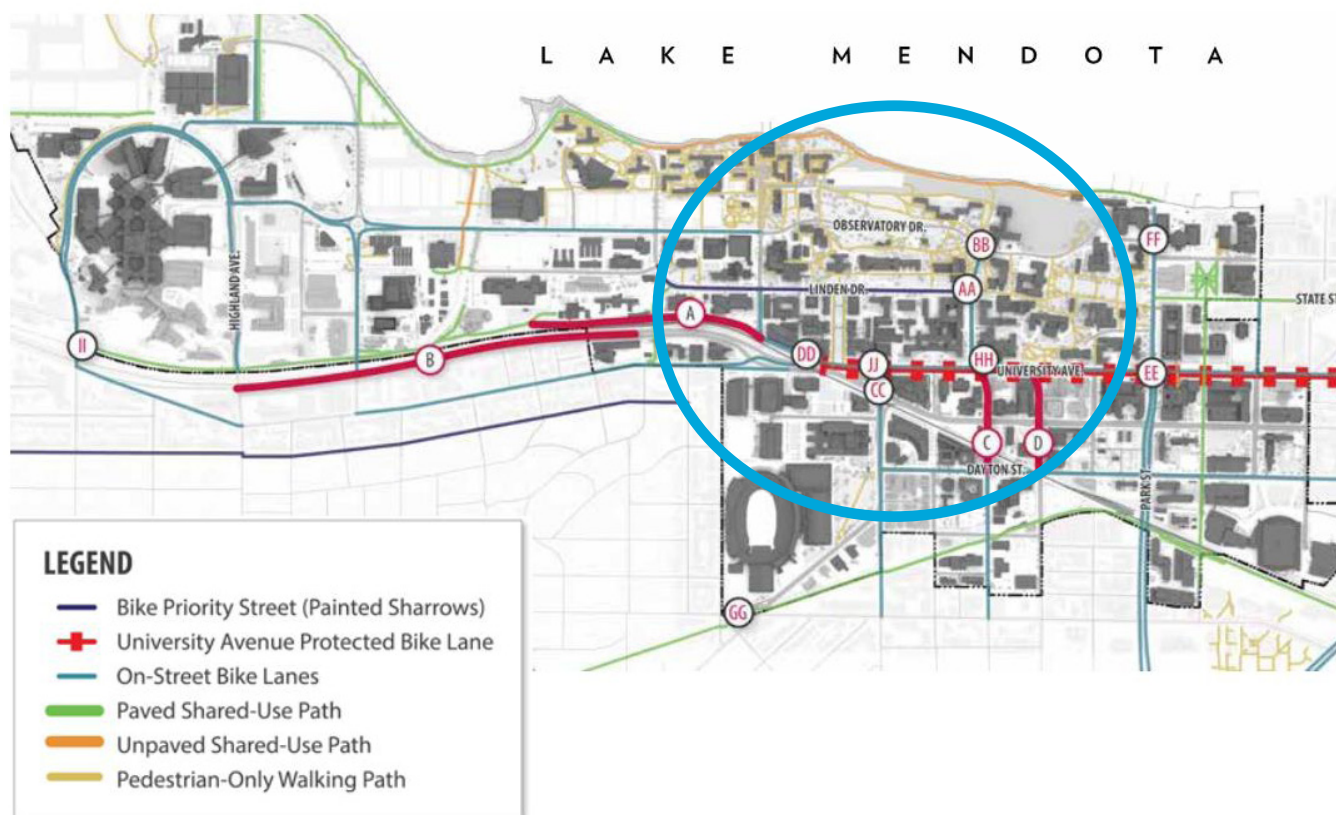 LAKE MENDOTA
OBSERVATORY DR.
BB
FF
AA
LINDEN DR.
STATE ST
HIGHLAND AVE.
A
II
B
DD
JJ
HH
UNIVERSITY AVE.
EE
CC
C
D
DAYTON ST.
PARK ST.
GG
LEGEND
Bike Priority Street (Painted Sharrows)
University Avenue Protected Bike Lane
On-Street Bike Lanes
Paved Shared-Use Path
Unpaved Shared-Use Path
Pedestrian-Only Walking Path